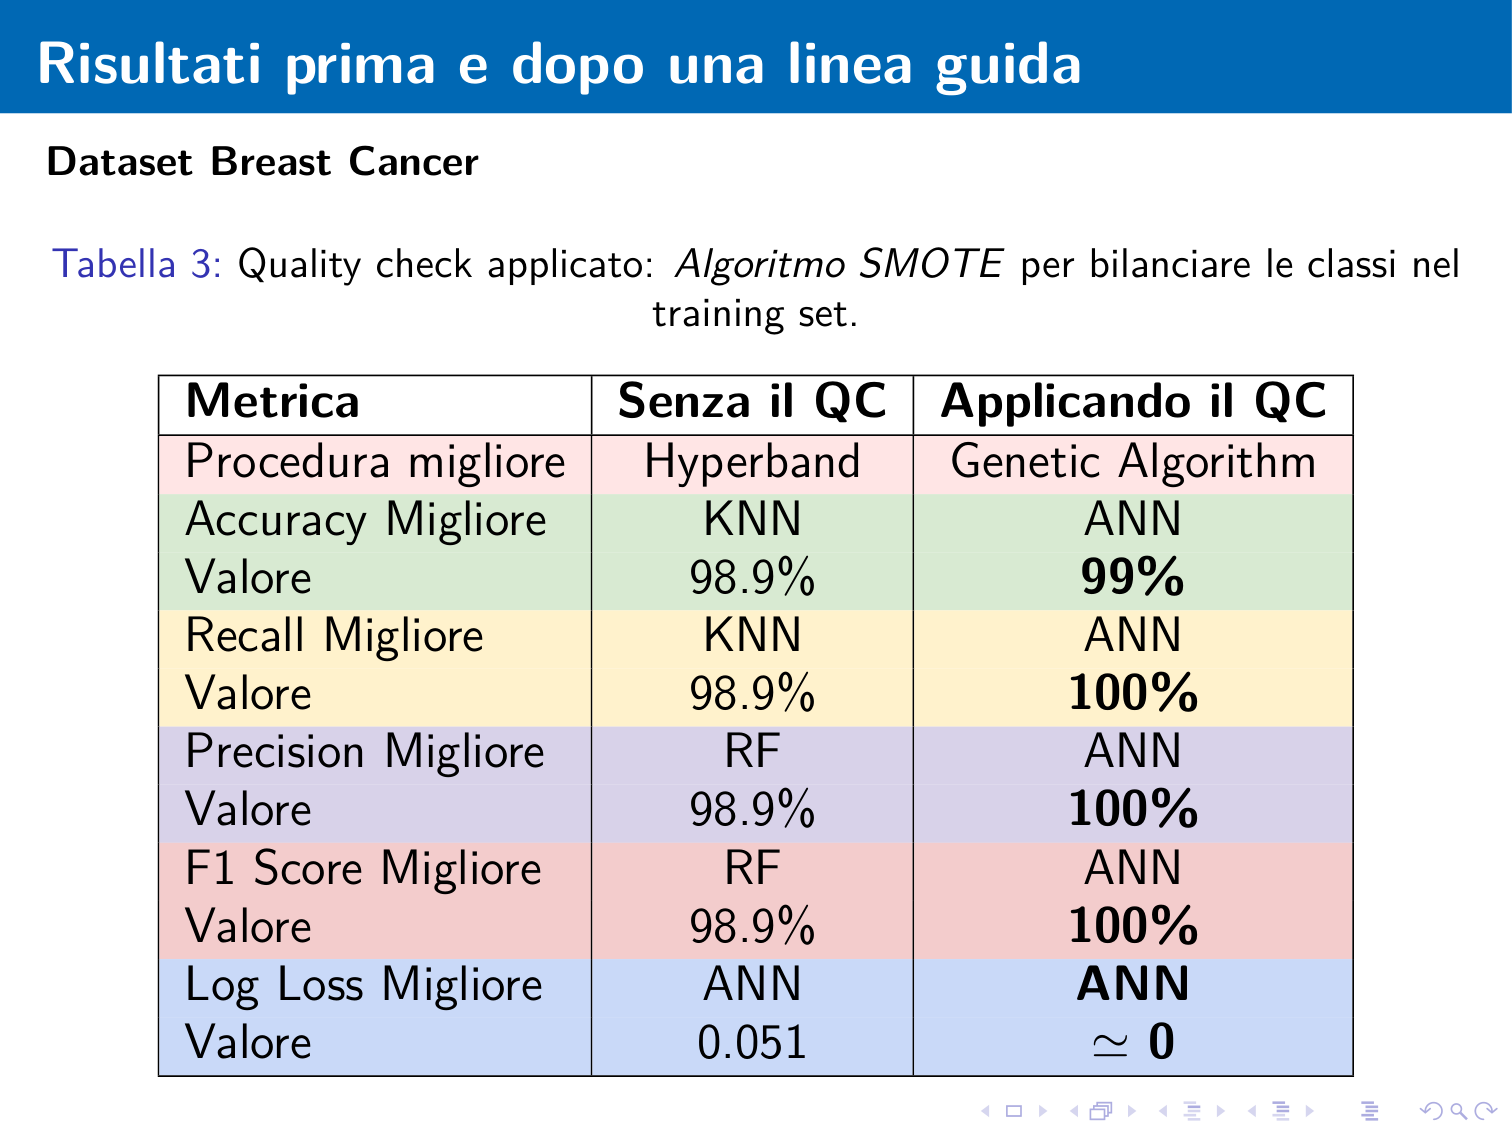 Risultati prima e dopo una linea guida
Dataset Breast Cancer
Tabella 3: Quality check applicato: Algoritmo SMOTE per bilanciare le classi nel
training set.
Metrica Senza il QC Applicando il QC
Procedura migliore Hyperband Genetic Algorithm
Accuracy Migliore KNN ANN
Valore 98.9% 99%
Recall Migliore KNN ANN
Valore 98.9% 100%
Precision Migliore RF ANN
Valore 98.9% 100%
F1 Score Migliore RF ANN
Valore 98.9% 100%
Log Loss Migliore ANN ANN
Valore 0.051 ≃ 0